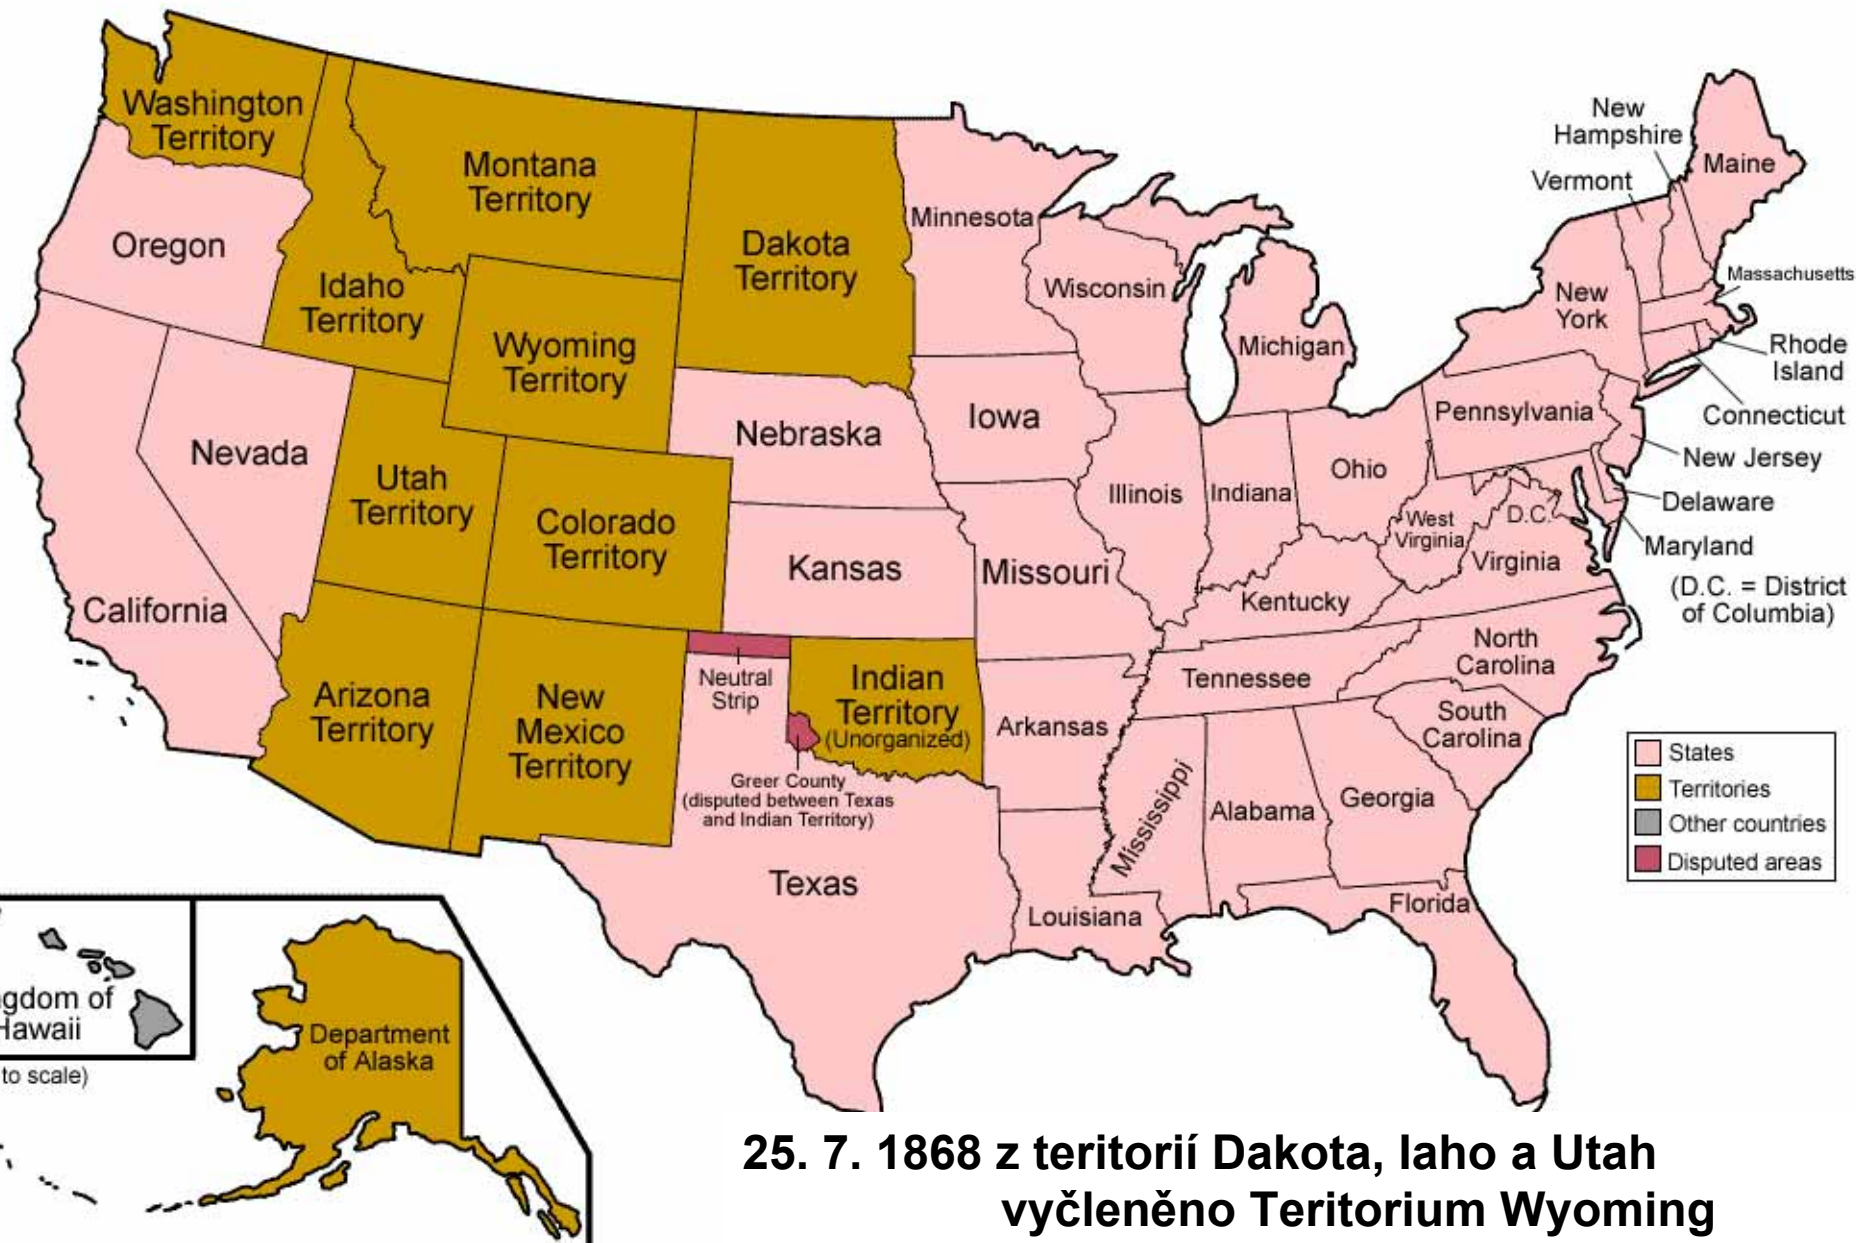 Washington
Territory
Montana
Territory
Dakota
Territory
Minnesota
Oregon
Idaho
Territory
Wyoming
Territory
Wisconsin
Michigan
New
Hampshire
Vermont
Maine
Massachusetts
New
York
Rhode
Island
Connecticut
Pennsylvania
New Jersey
Delaware
Maryland
(D.C. = District
of Columbia)
Nevada
Utah
Territory
Colorado
Territory
Nebraska
Iowa
Illinois
Indiana
Ohio
West
Virginia
D.C.
Virginia
California
Kansas
Missouri
Kentucky
North
Carolina
Tennessee
South
Carolina
Arizona
Territory
New
Mexico
Territory
Neutral
Strip
Indian
Territory
(Unorganized)
Greer County
(disputed between Texas
and Indian Territory)
Arkansas
Mississippi
Alabama
Georgia
Texas
Louisiana
Florida
States
Territories
Other countries
Disputed areas
gdom of
Hawaii
to scale)
Department
of Alaska
25. 7. 1868 z teritorií Dakota, Iaho a Utah
vyčleněno Teritorium Wyoming